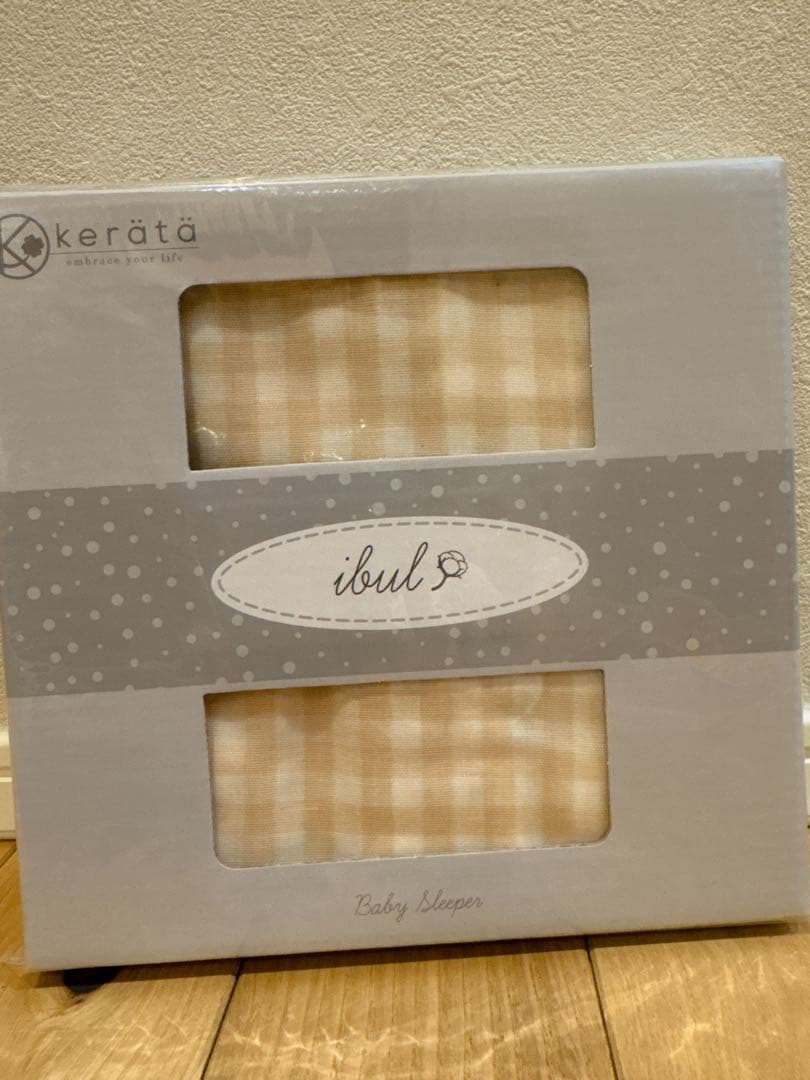 kerätä
embrace your life
ibul
Baby Sleeper